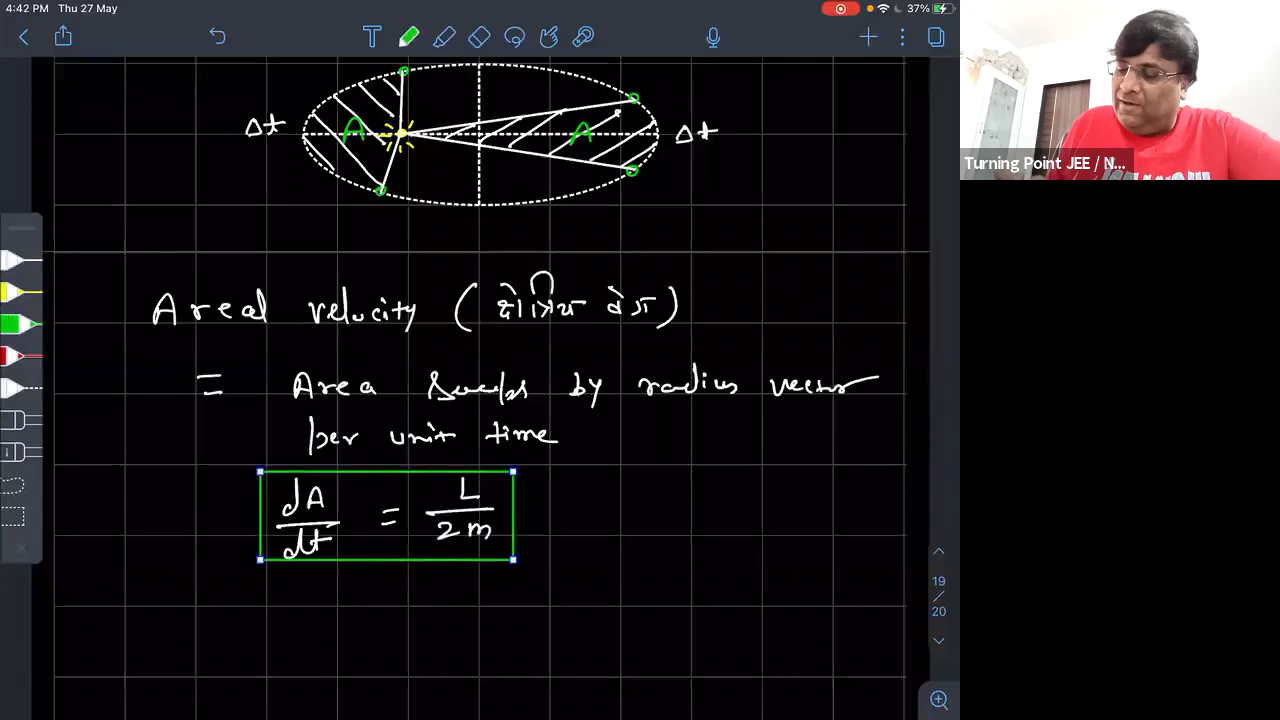 4:42 PM Thu 27 May
37%
Δt A A Δt
Turning Point JEE / N...
Areal velocity (क्षेत्रिय वेग)
= Area sweeps by radius vector
per unit time
dA/dt = L/2m
19
/
20